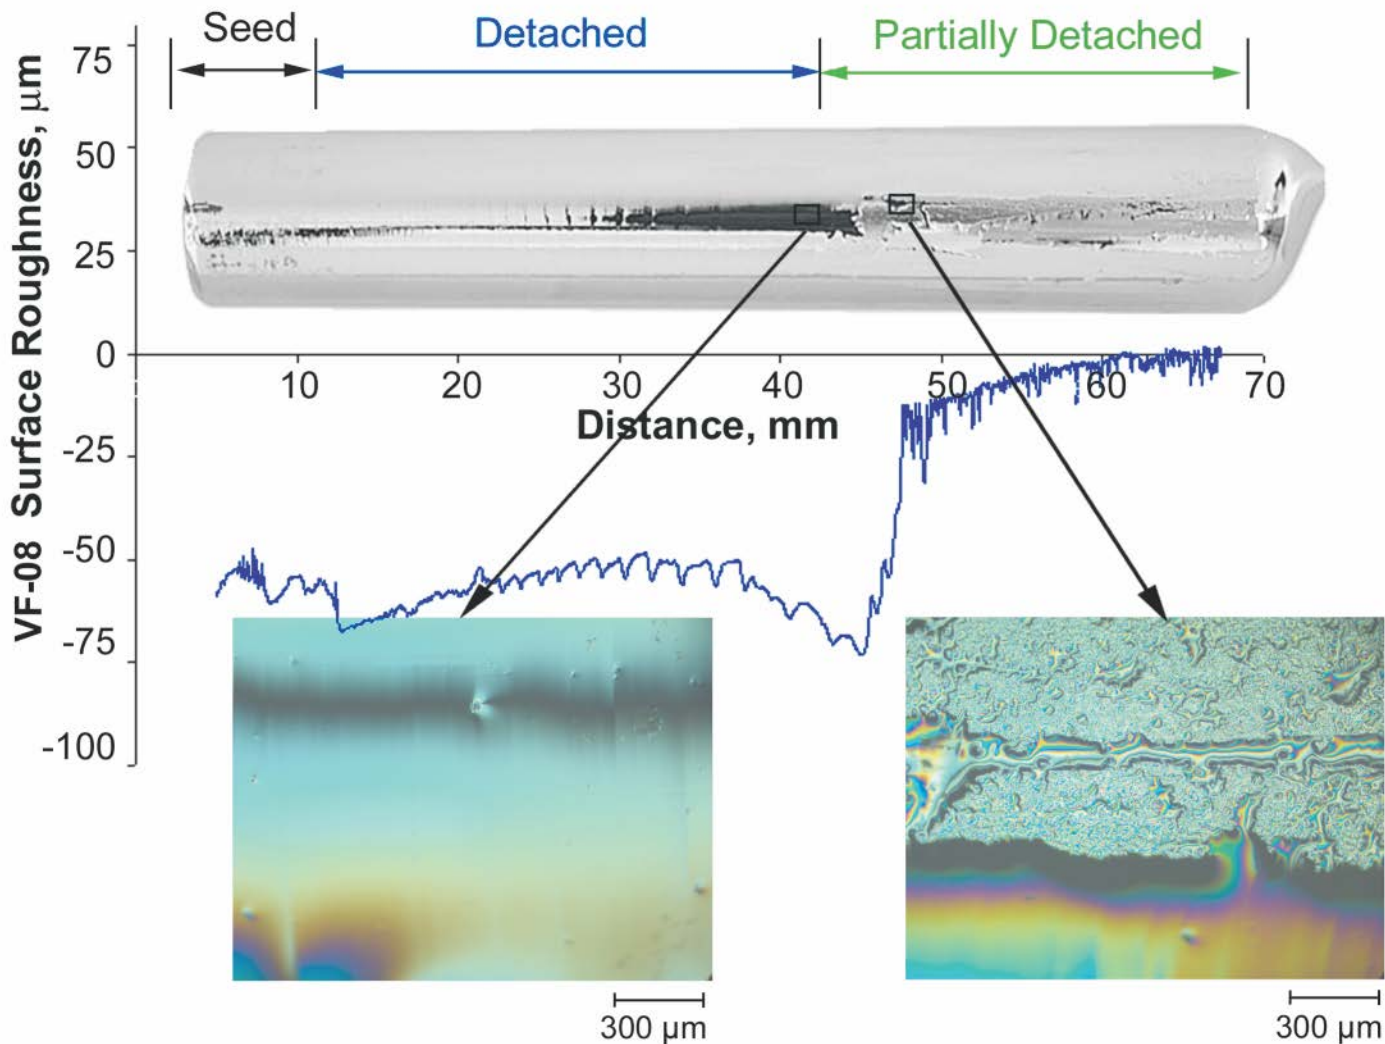 Seed
Detached
Partially Detached
VF-08 Surface Roughness, μm
75
50
25
0
-25
-50
-75
-100
10 20 30 40 50 60 70
Distance, mm
300 μm
300 μm